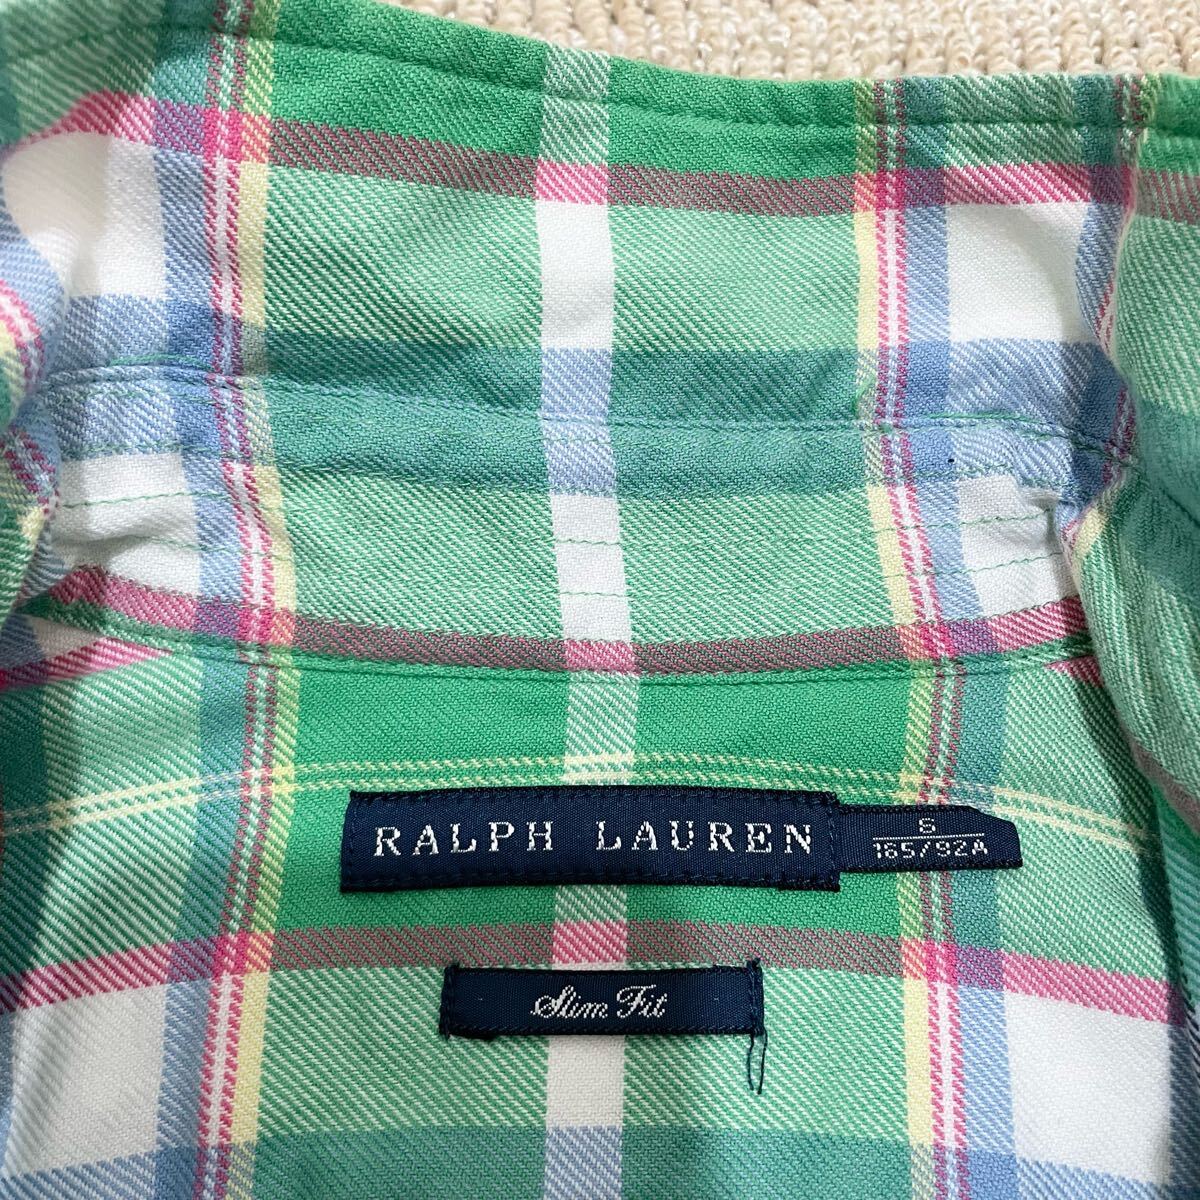 RALPH LAUREN
S
165/92A
Slim Fit